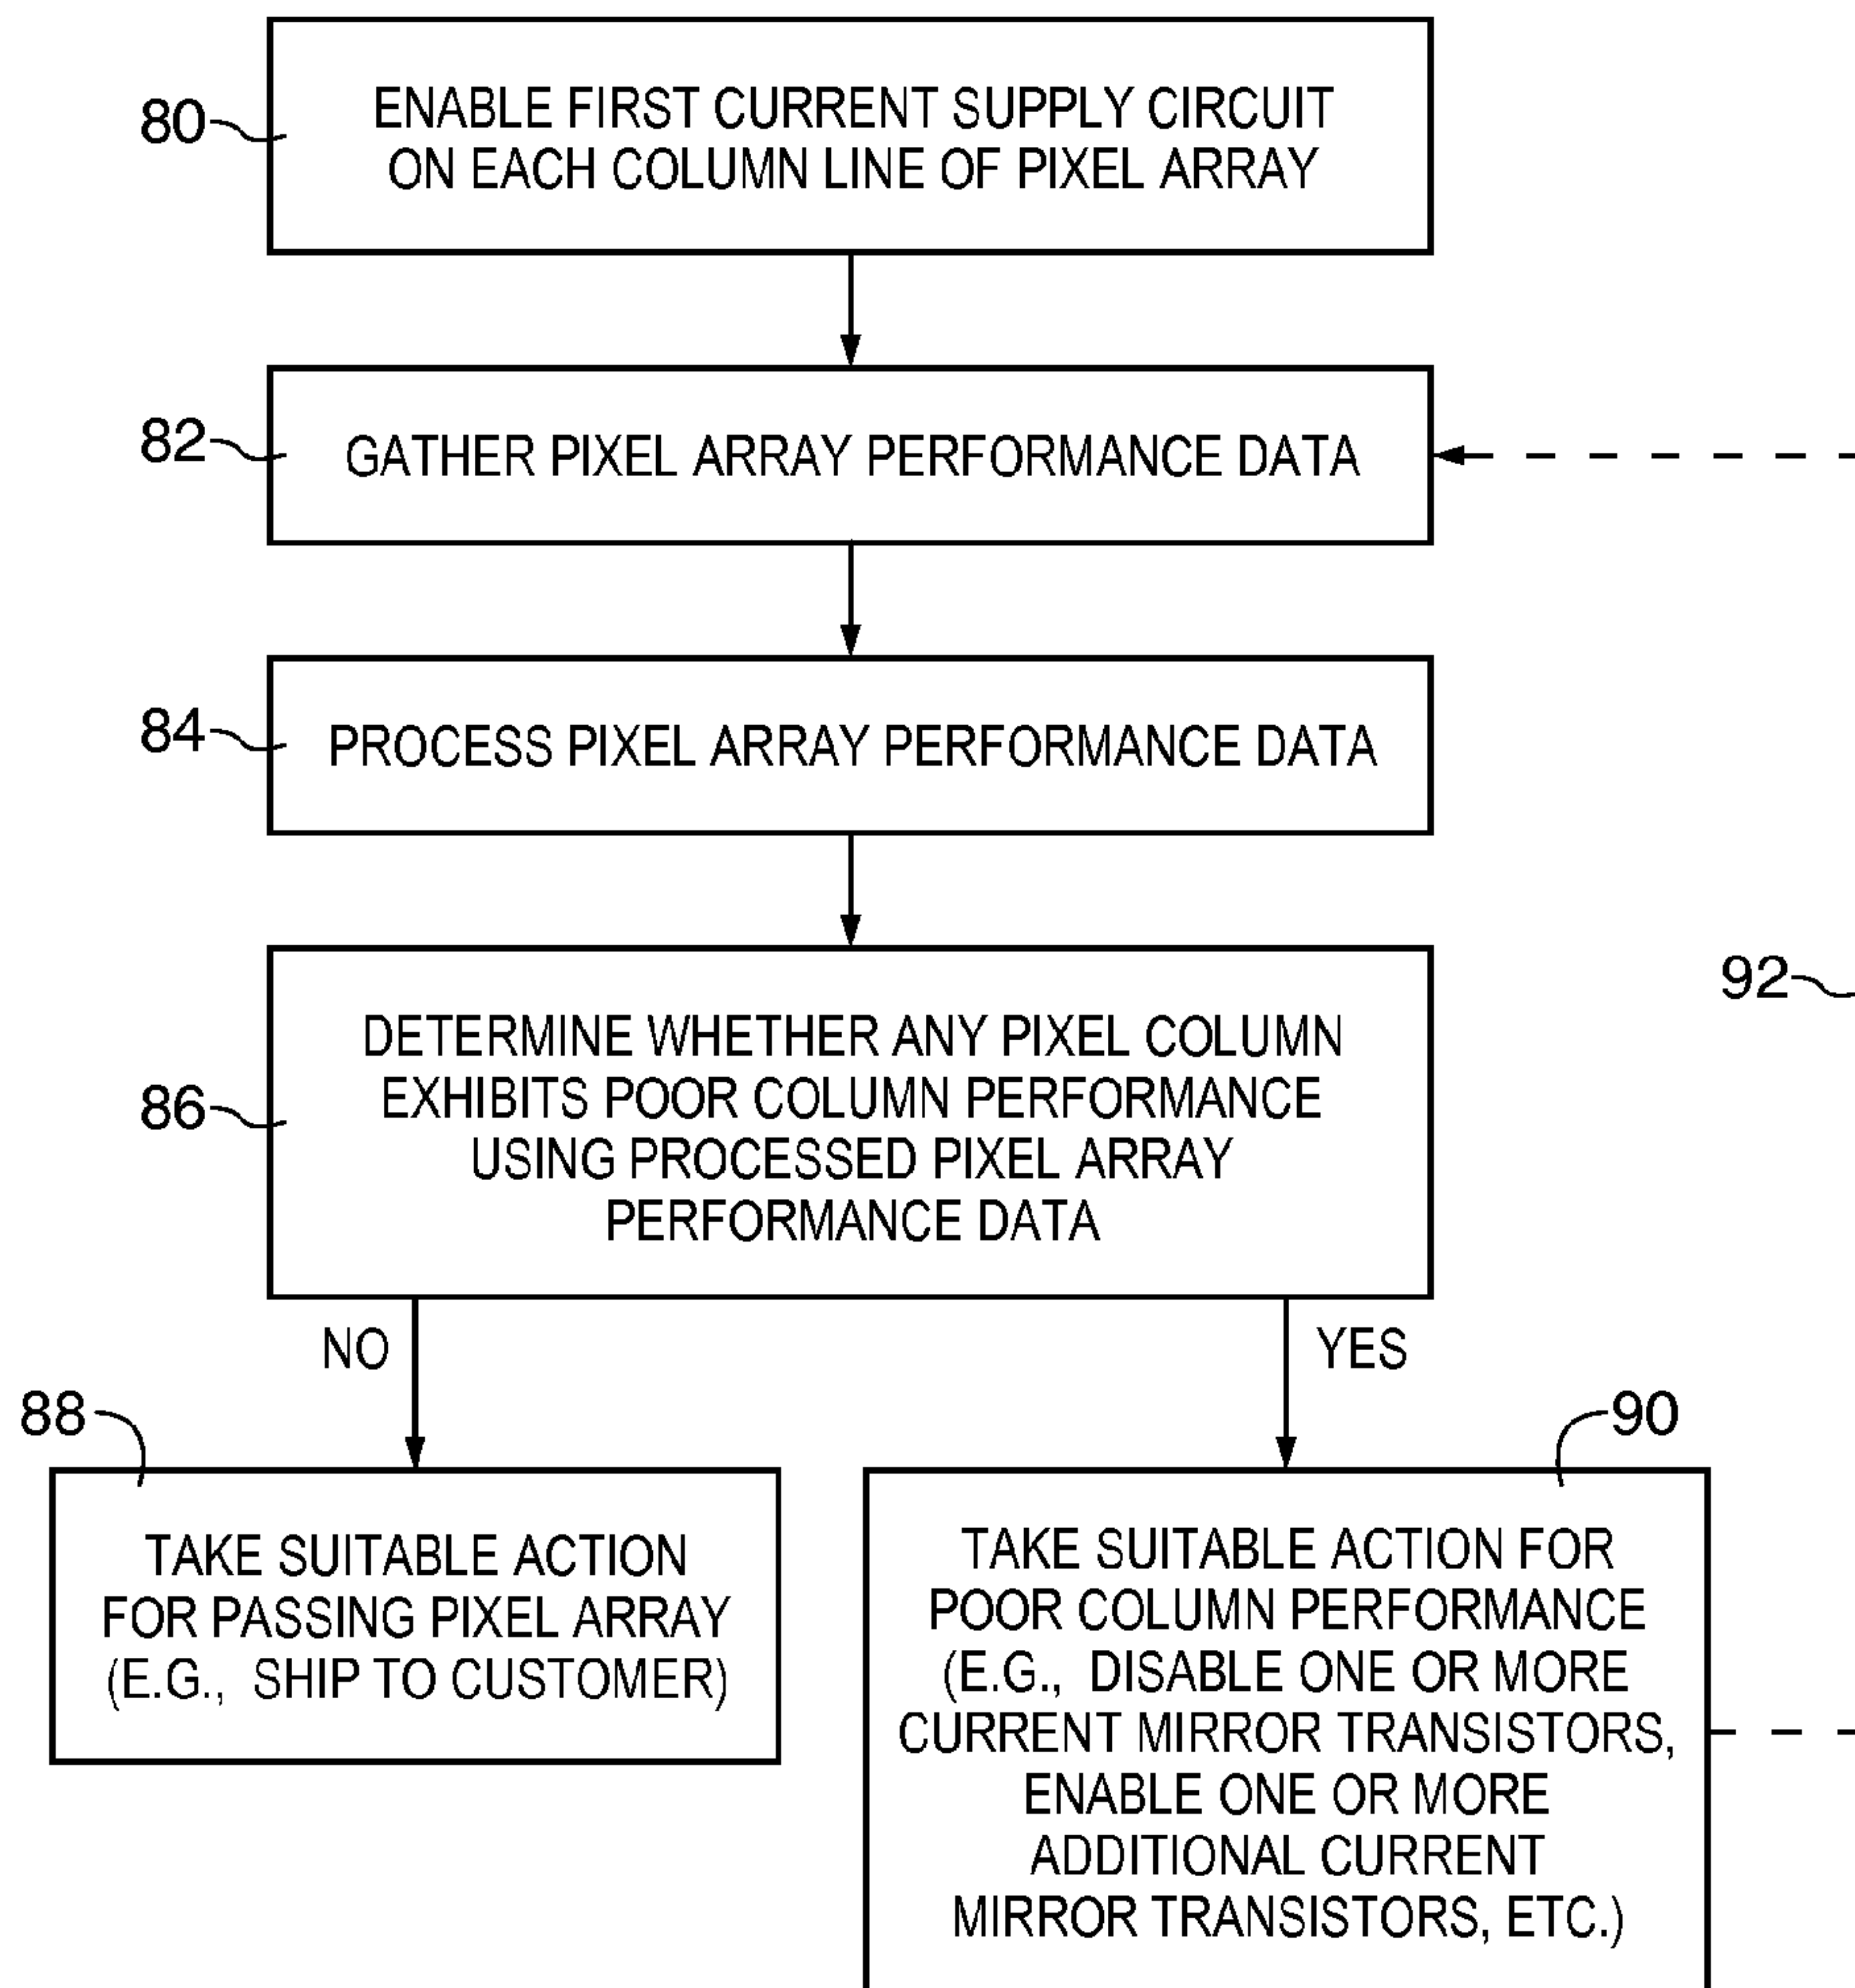 80
ENABLE FIRST CURRENT SUPPLY CIRCUIT
ON EACH COLUMN LINE OF PIXEL ARRAY
82
GATHER PIXEL ARRAY PERFORMANCE DATA
84
PROCESS PIXEL ARRAY PERFORMANCE DATA
92
86
DETERMINE WHETHER ANY PIXEL COLUMN
EXHIBITS POOR COLUMN PERFORMANCE
USING PROCESSED PIXEL ARRAY
PERFORMANCE DATA
NO
YES
88
TAKE SUITABLE ACTION
FOR PASSING PIXEL ARRAY
(E.G., SHIP TO CUSTOMER)
90
TAKE SUITABLE ACTION FOR
POOR COLUMN PERFORMANCE
(E.G., DISABLE ONE OR MORE
CURRENT MIRROR TRANSISTORS,
ENABLE ONE OR MORE
ADDITIONAL CURRENT
MIRROR TRANSISTORS, ETC.)